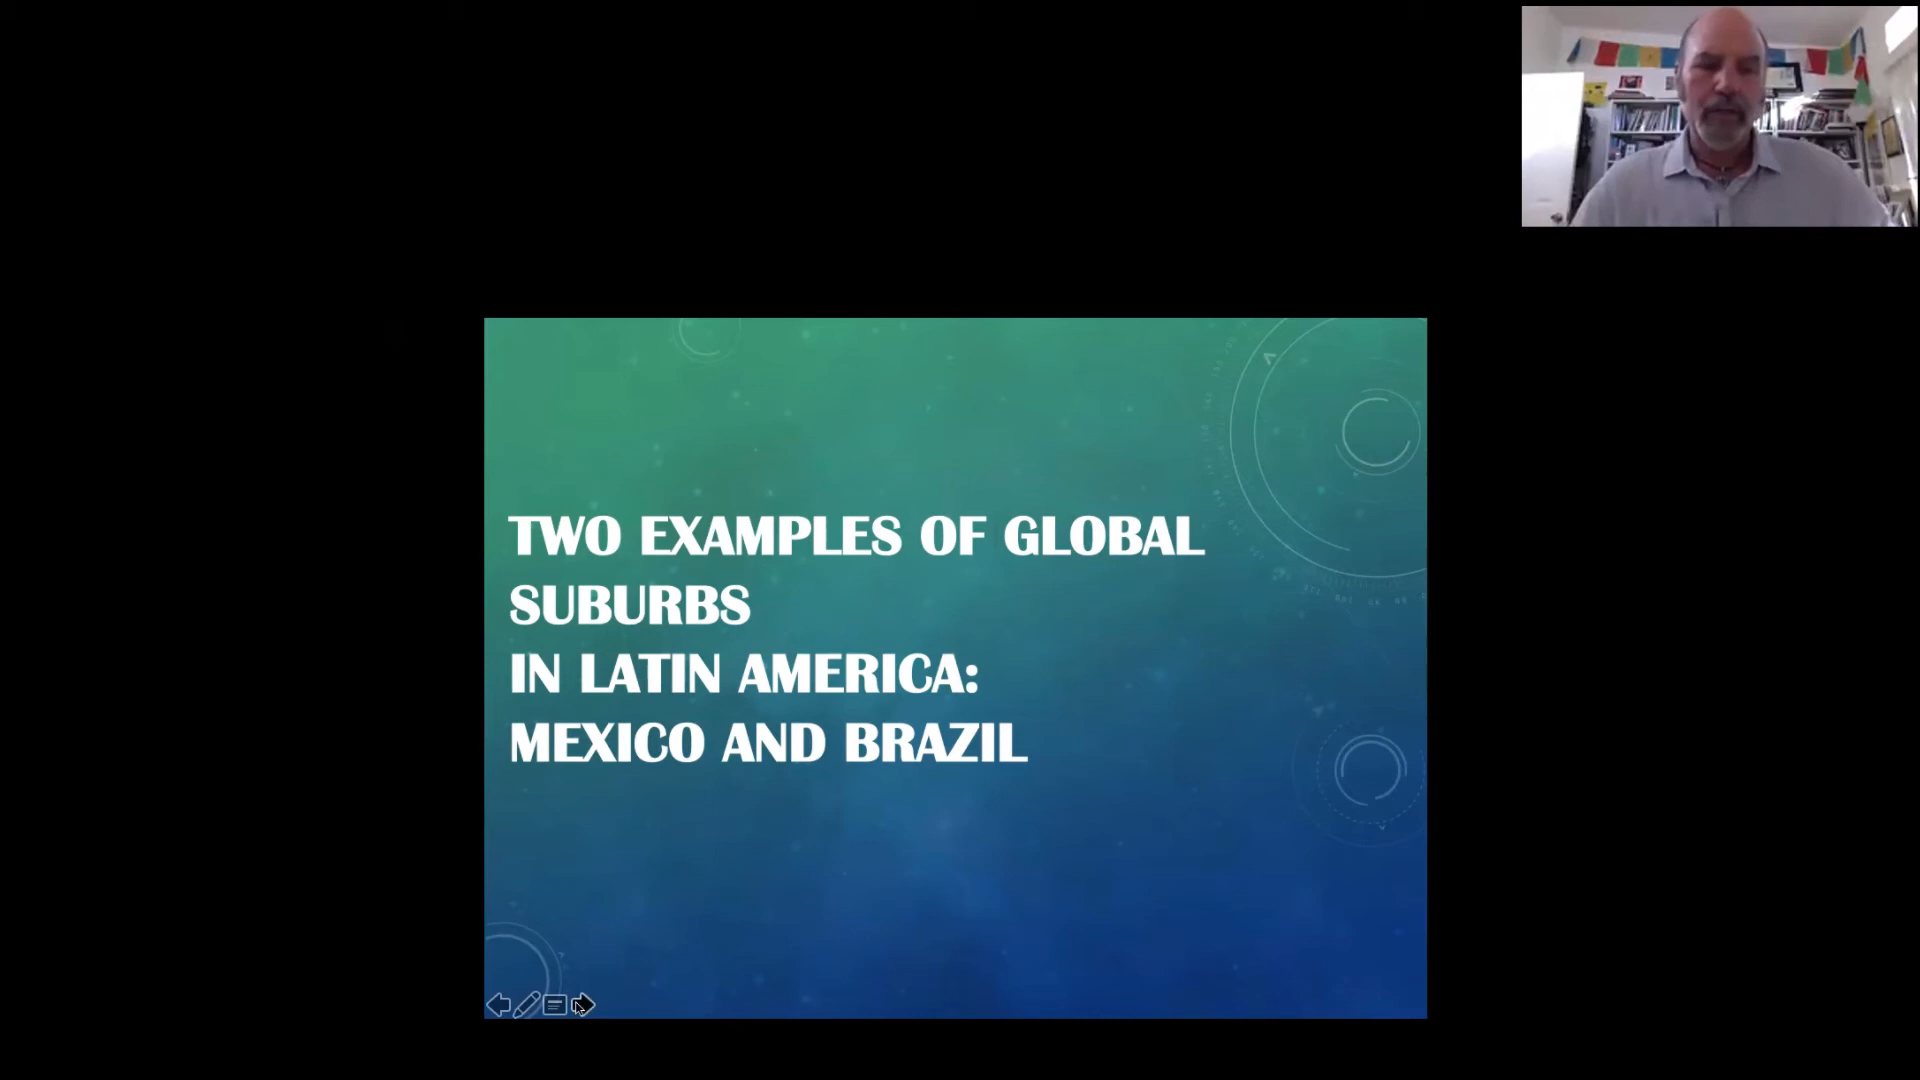 TWO EXAMPLES OF GLOBAL
SUBURBS
IN LATIN AMERICA:
MEXICO AND BRAZIL